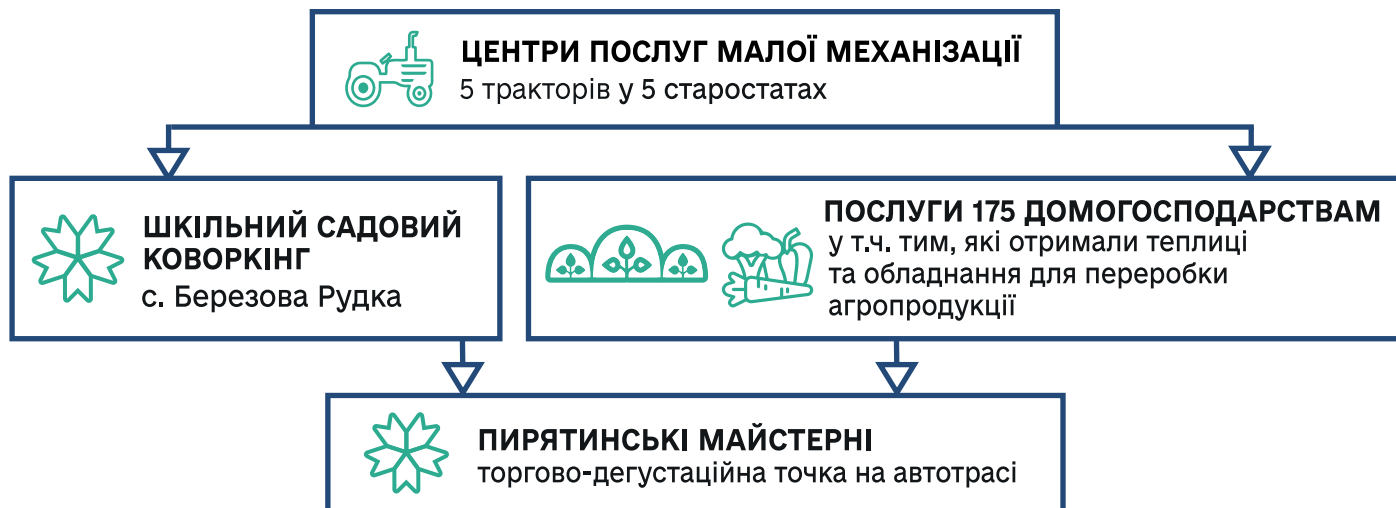 ЦЕНТРИ ПОСЛУГ МАЛОЇ МЕХАНІЗАЦІЇ
5 тракторів у 5 старостатах
ШКІЛЬНИЙ САДОВИЙ
КОВОРКІНГ
с. Березова Рудка
ПОСЛУГИ 175 ДОМОГОСПОДАРСТВАМ
у т.ч. тим, які отримали теплиці
та обладнання для переробки
агропродукції
ПИРЯТИНСЬКІ МАЙСТЕРНІ
торгово-дегустаційна точка на автотрасі